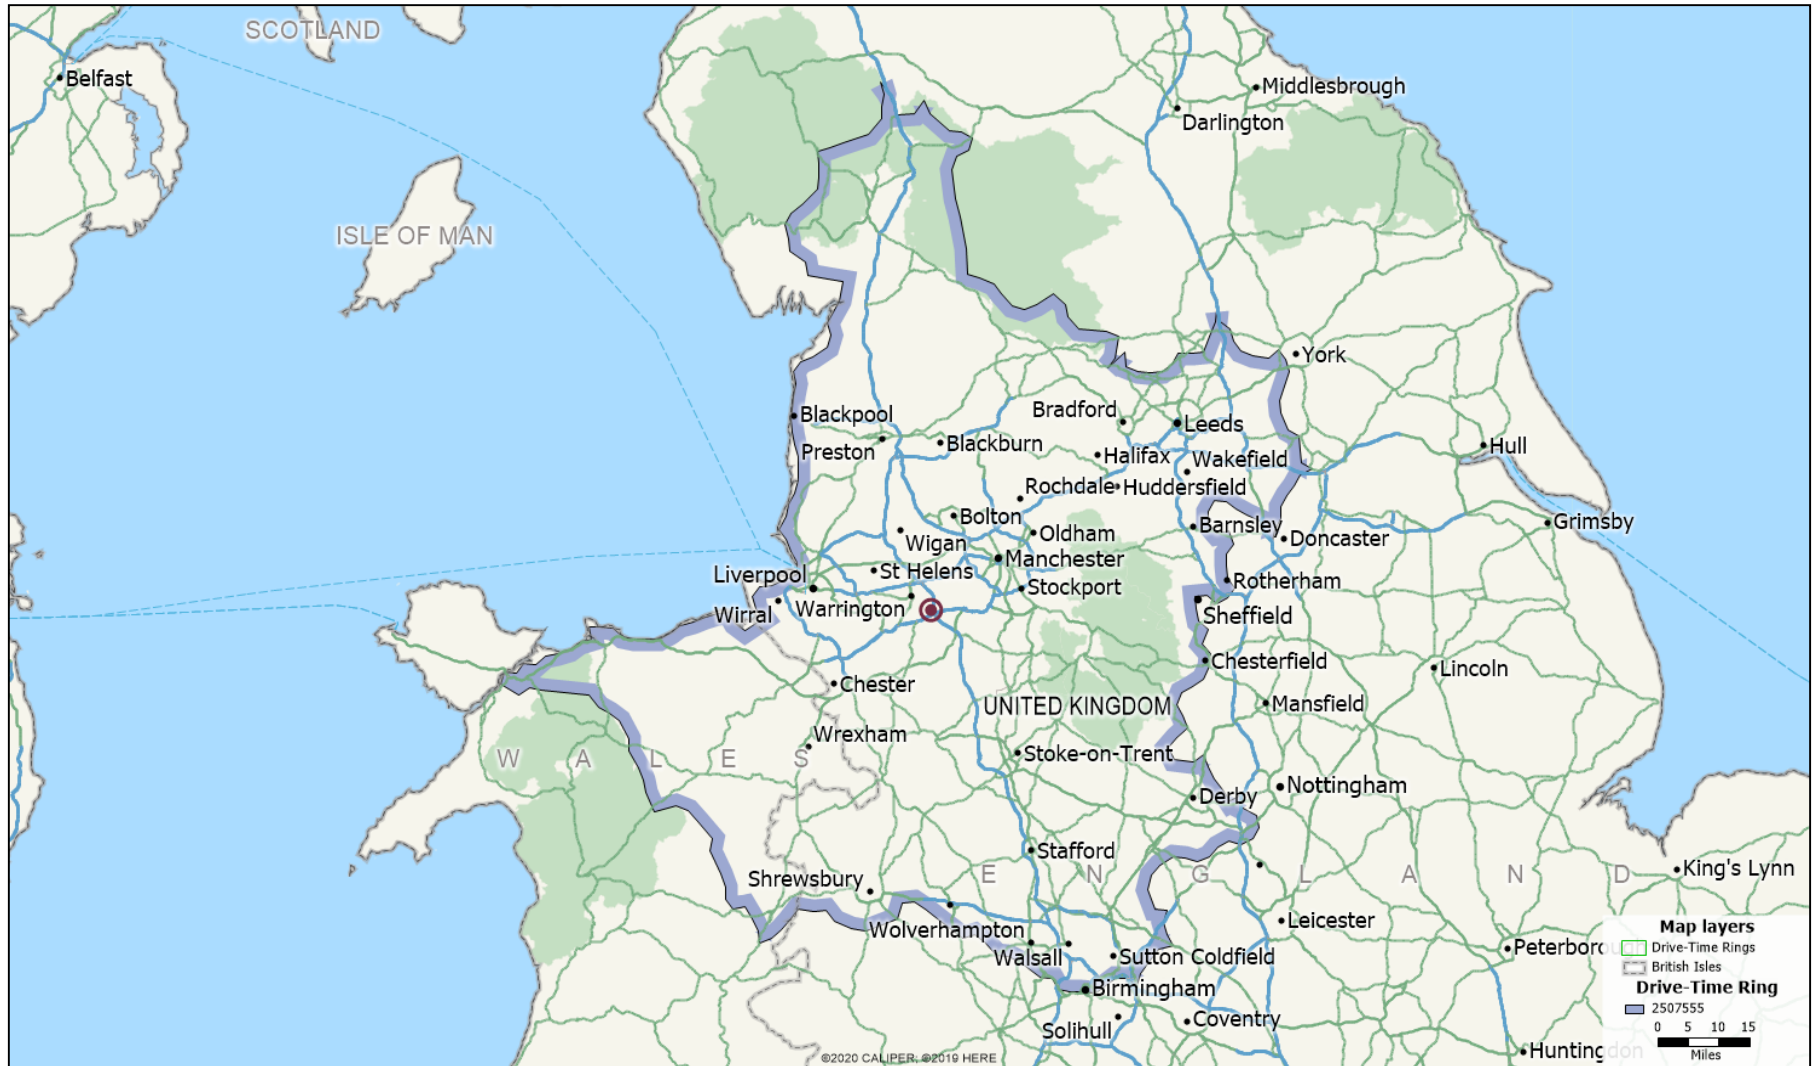 SCOTLAND
Belfast
Middlesbrough
Darlington
ISLE OF MAN
York
Blackpool
Bradford
Leeds
Preston
Blackburn
Halifax
Wakefield
Hull
Rochdale
Huddersfield
Bolton
Barnsley
Grimsby
Wigan
Oldham
Doncaster
Manchester
Liverpool
St Helens
Stockport
Rotherham
Wirral
Warrington
Sheffield
Chester
Chesterfield
Lincoln
UNITED KINGDOM
Mansfield
Wrexham
WALES
Stoke-on-Trent
Nottingham
Derby
Stafford
ENGLAND
King's Lynn
Shrewsbury
Leicester
Wolverhampton
Walsall
Sutton Coldfield
Peterborough
Birmingham
Solihull
Coventry
Huntingdon
Map layers
Drive-Time Rings
British Isles
Drive-Time Ring
2507555
0 5 10 15
Miles
©2020 CALIPER; ©2019 HERE